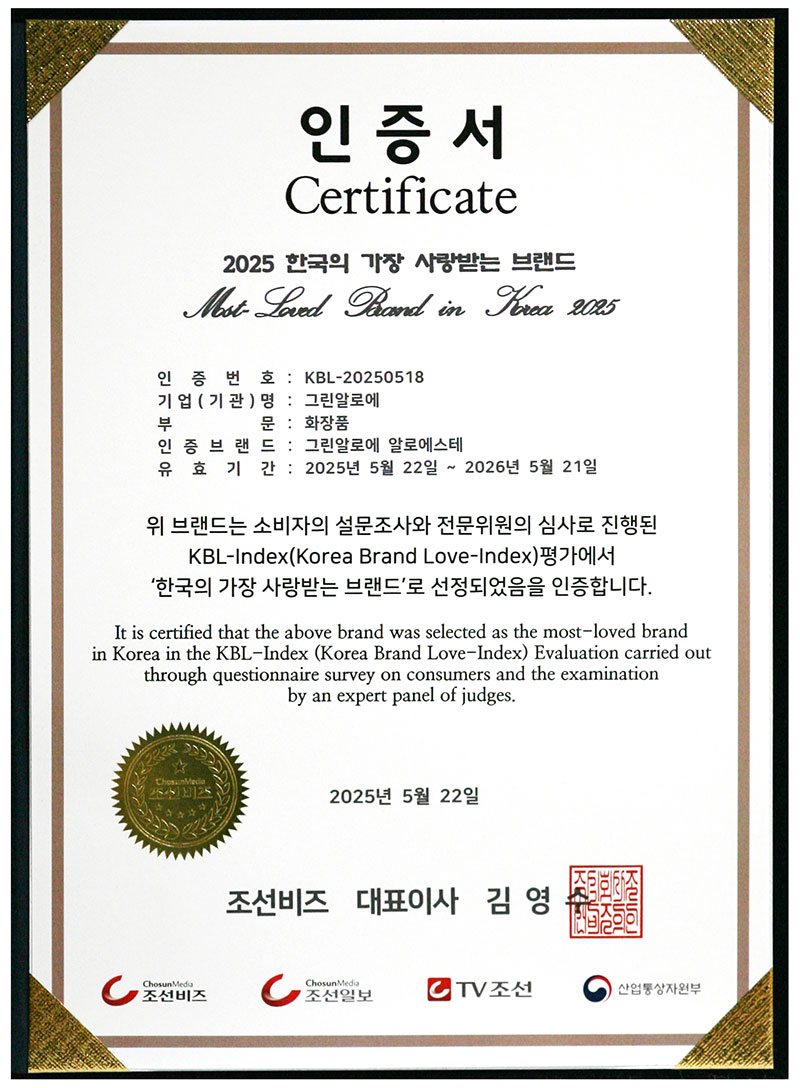 인증서
Certificate
2025 한국의 가장 사랑받는 브랜드
Most-Loved Brand in Korea 2025
인 증 번 호 : KBL-20250518
기업(기관)명 : 그린알로에
부 문 : 화장품
인 증 브 랜 드 : 그린알로에 알로에스테
유 효 기 간 : 2025년 5월 22일 ~ 2026년 5월 21일
위 브랜드는 소비자의 설문조사와 전문위원의 심사로 진행된
KBL-Index(Korea Brand Love-Index)평가에서
‘한국의 가장 사랑받는 브랜드’로 선정되었음을 인증합니다.
It is certified that the above brand was selected as the most-loved brand
in Korea in the KBL-Index (Korea Brand Love-Index) Evaluation carried out
through questionnaire survey on consumers and the examination
by an expert panel of judges.
ChosunMedia
조선비즈
2025년 5월 22일
조선비즈 대표이사 김영수
ChosunMedia
조선비즈
ChosunMedia
조선일보
TV조선
산업통상자원부